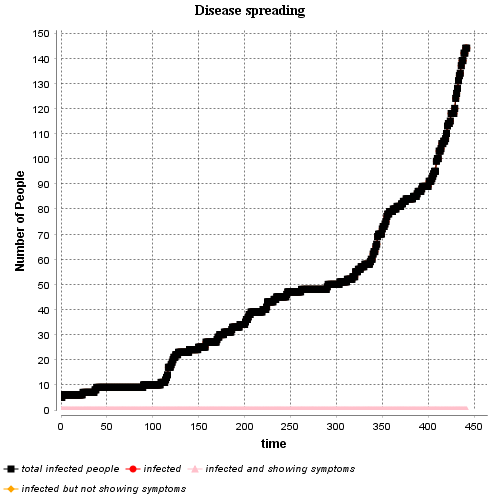 Disease spreading
Number of People
150
140
130
120
110
100
90
80
70
60
50
40
30
20
10
0
0 50 100 150 200 250 300 350 400 450
time
total infected people infected infected and showing symptoms
infected but not showing symptoms